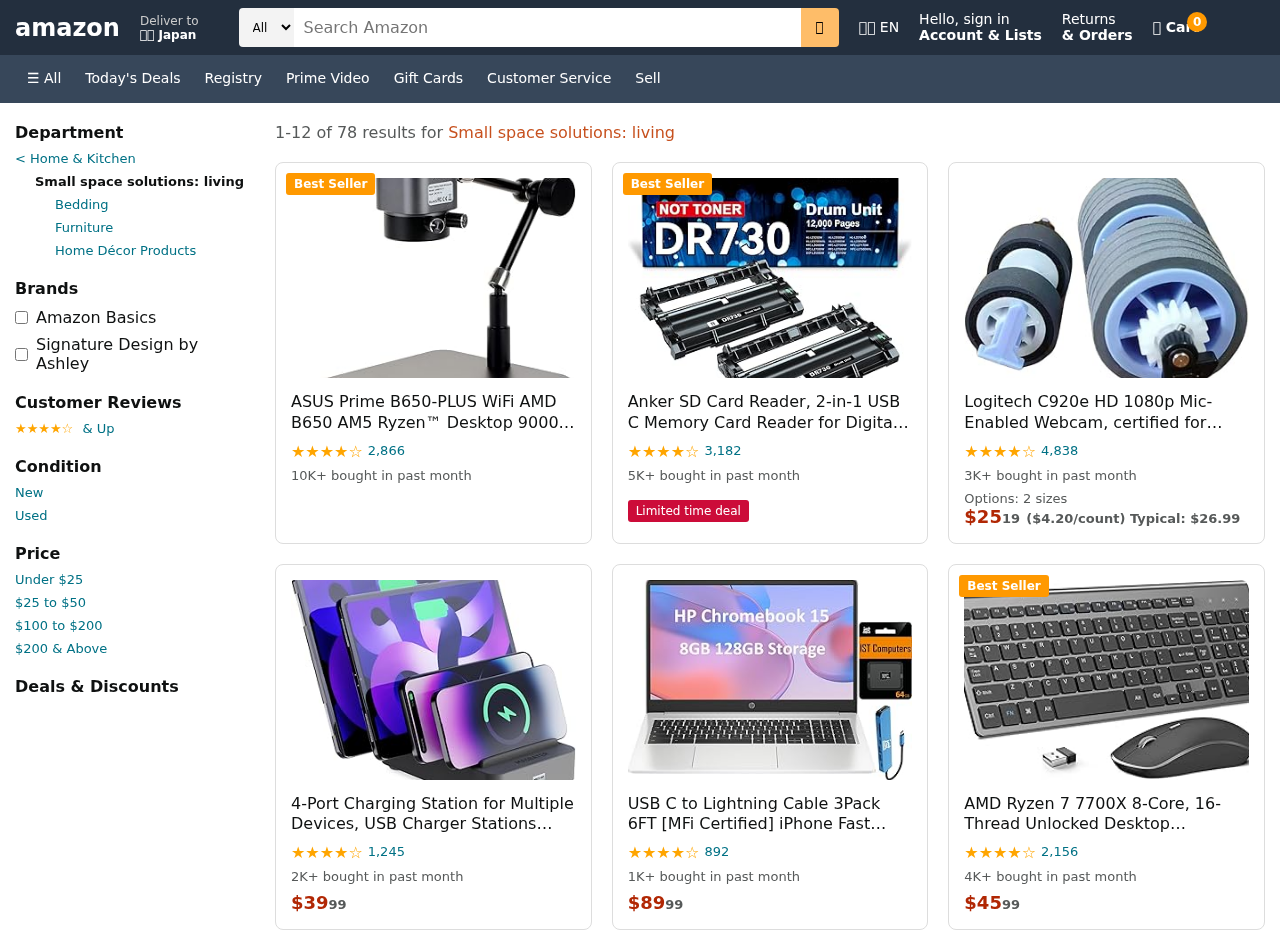 amazon
Deliver to
Japan
All
Search Amazon
EN
Hello, sign in
Account & Lists
Returns
& Orders
0
☰ All
Today's Deals
Registry
Prime Video
Gift Cards
Customer Service
Sell
Department
< Home & Kitchen
Small space solutions: living
Bedding
Furniture
Home Décor Products
Brands
Amazon Basics
Signature Design by
Ashley
Customer Reviews
★★★★☆ & Up
Condition
New
Used
Price
Under $25
$25 to $50
$100 to $200
$200 & Above
Deals & Discounts
1-12 of 78 results for Small space solutions: living
Best Seller
ASUS Prime B650-PLUS WiFi AMD
B650 AM5 Ryzen™ Desktop 9000…
★★★★☆ 2,866
10K+ bought in past month
Best Seller
NOT TONER
DR730
Drum Unit
12,000 Pages
DR730
DR730
Anker SD Card Reader, 2-in-1 USB
C Memory Card Reader for Digita…
★★★★☆ 3,182
5K+ bought in past month
Limited time deal
Logitech C920e HD 1080p Mic-
Enabled Webcam, certified for…
★★★★☆ 4,838
3K+ bought in past month
Options: 2 sizes
$2519 ($4.20/count) Typical: $26.99
4-Port Charging Station for Multiple
Devices, USB Charger Stations…
★★★★☆ 1,245
2K+ bought in past month
$3999
HP Chromebook 15
8GB 128GB Storage
IST Computers
64
USB C to Lightning Cable 3Pack
6FT [MFi Certified] iPhone Fast…
★★★★☆ 892
1K+ bought in past month
$8999
Best Seller
AMD Ryzen 7 7700X 8-Core, 16-
Thread Unlocked Desktop…
★★★★☆ 2,156
4K+ bought in past month
$4599